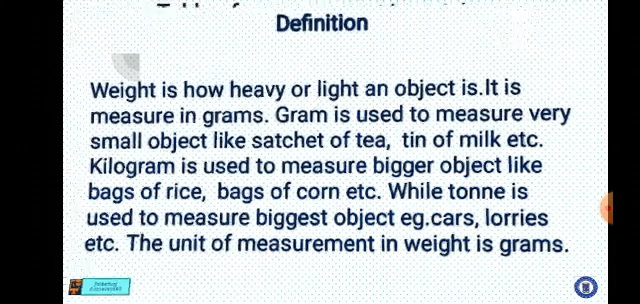 Definition
Weight is how heavy or light an object is.It is
measure in grams. Gram is used to measure very
small object like satchet of tea, tin of milk etc.
Kilogram is used to measure bigger object like
bags of rice, bags of corn etc. While tonne is
used to measure biggest object eg.cars, lorries
etc. The unit of measurement in weight is grams.